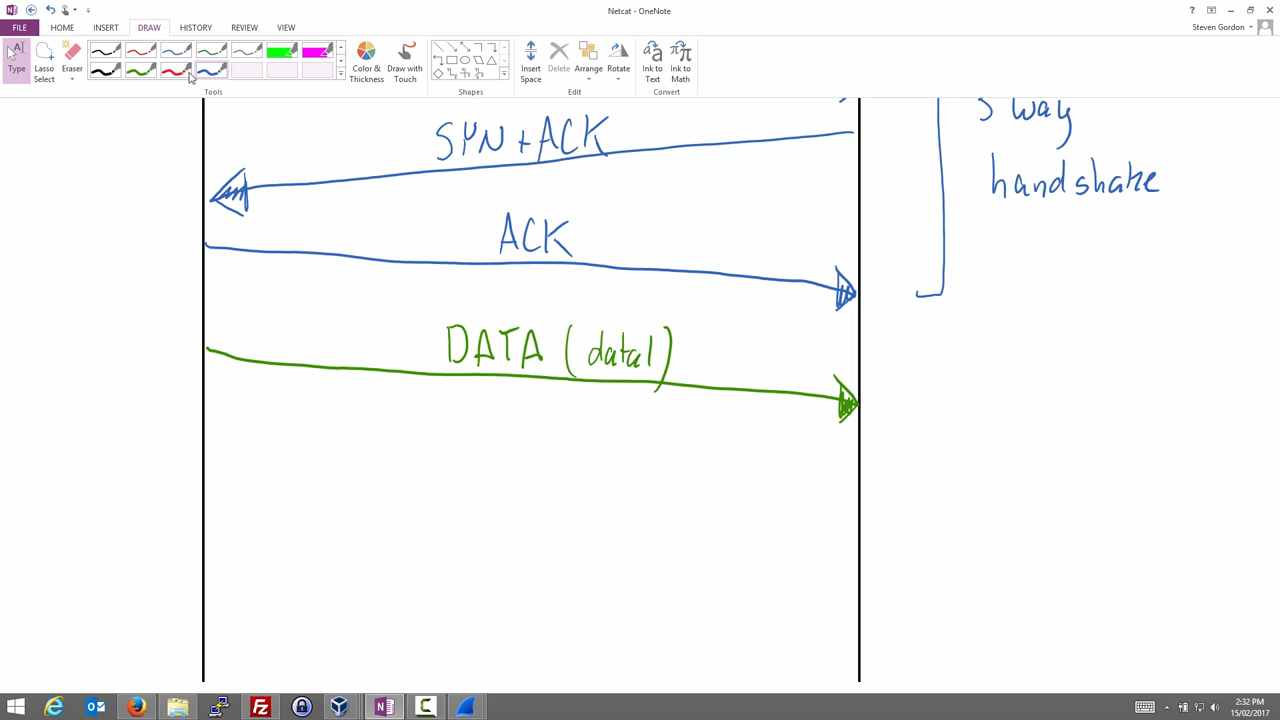 Netcat - OneNote
FILE HOME INSERT DRAW HISTORY REVIEW VIEW
Steven Gordon
Type
Lasso Select
Eraser
Color & Thickness
Draw with Touch
Insert Space
Delete
Arrange
Rotate
Ink to Text
Ink to Math
Tools
Shapes
Edit
Convert
3 way
SYN + ACK
handshake
ACK
DATA (data1)
2:32 PM
15/02/2017